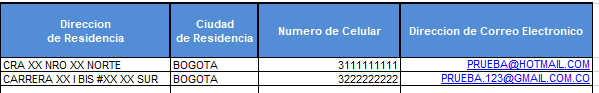 Direccion de Residencia Ciudad de Residencia Numero de Celular Direccion de Correo Electronico
CRA XX NRO XX NORTE BOGOTA 3111111111 PRUEBA@HOTMAIL.COM
CARRERA XX I BIS #XX XX SUR BOGOTA 3222222222 PRUEBA.123@GMAIL.COM.CO